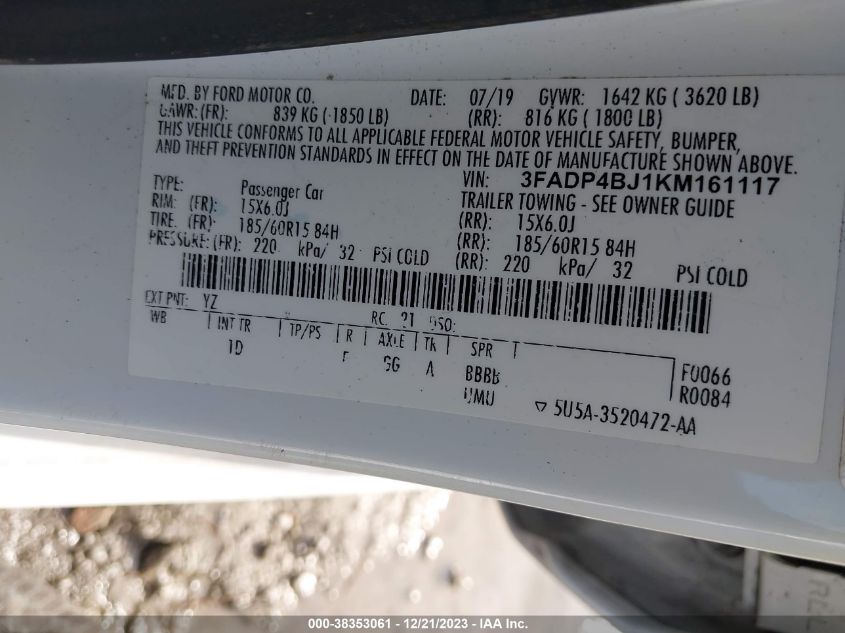 MFD. BY FORD MOTOR CO. DATE: 07/19 GVWR: 1642 KG ( 3620 LB)
GAWR: (FR): 839 KG ( 1850 LB) (RR): 816 KG ( 1800 LB)
THIS VEHICLE CONFORMS TO ALL APPLICABLE FEDERAL MOTOR VEHICLE SAFETY, BUMPER,
AND THEFT PREVENTION STANDARDS IN EFFECT ON THE DATE OF MANUFACTURE SHOWN ABOVE.
VIN: 3FADP4BJ1KM161117
TYPE: Passenger Car TRAILER TOWING - SEE OWNER GUIDE
RIM: (FR): 15X6.0J (RR): 15X6.0J
TIRE: (FR): 185/60R15 84H (RR): 185/60R15 84H
PRESSURE: (FR): 220 kPa/ 32 PSI COLD (RR): 220 kPa/ 32 PSI COLD
EXT PNT: YZ RC: 21 DSO:
WB INT TR TP/PS R AXLE TR SPR
1D GG A BBBB F0066
UMU R0084
5U5A-3520472-AA
000-38353061 - 12/21/2023 - IAA Inc.